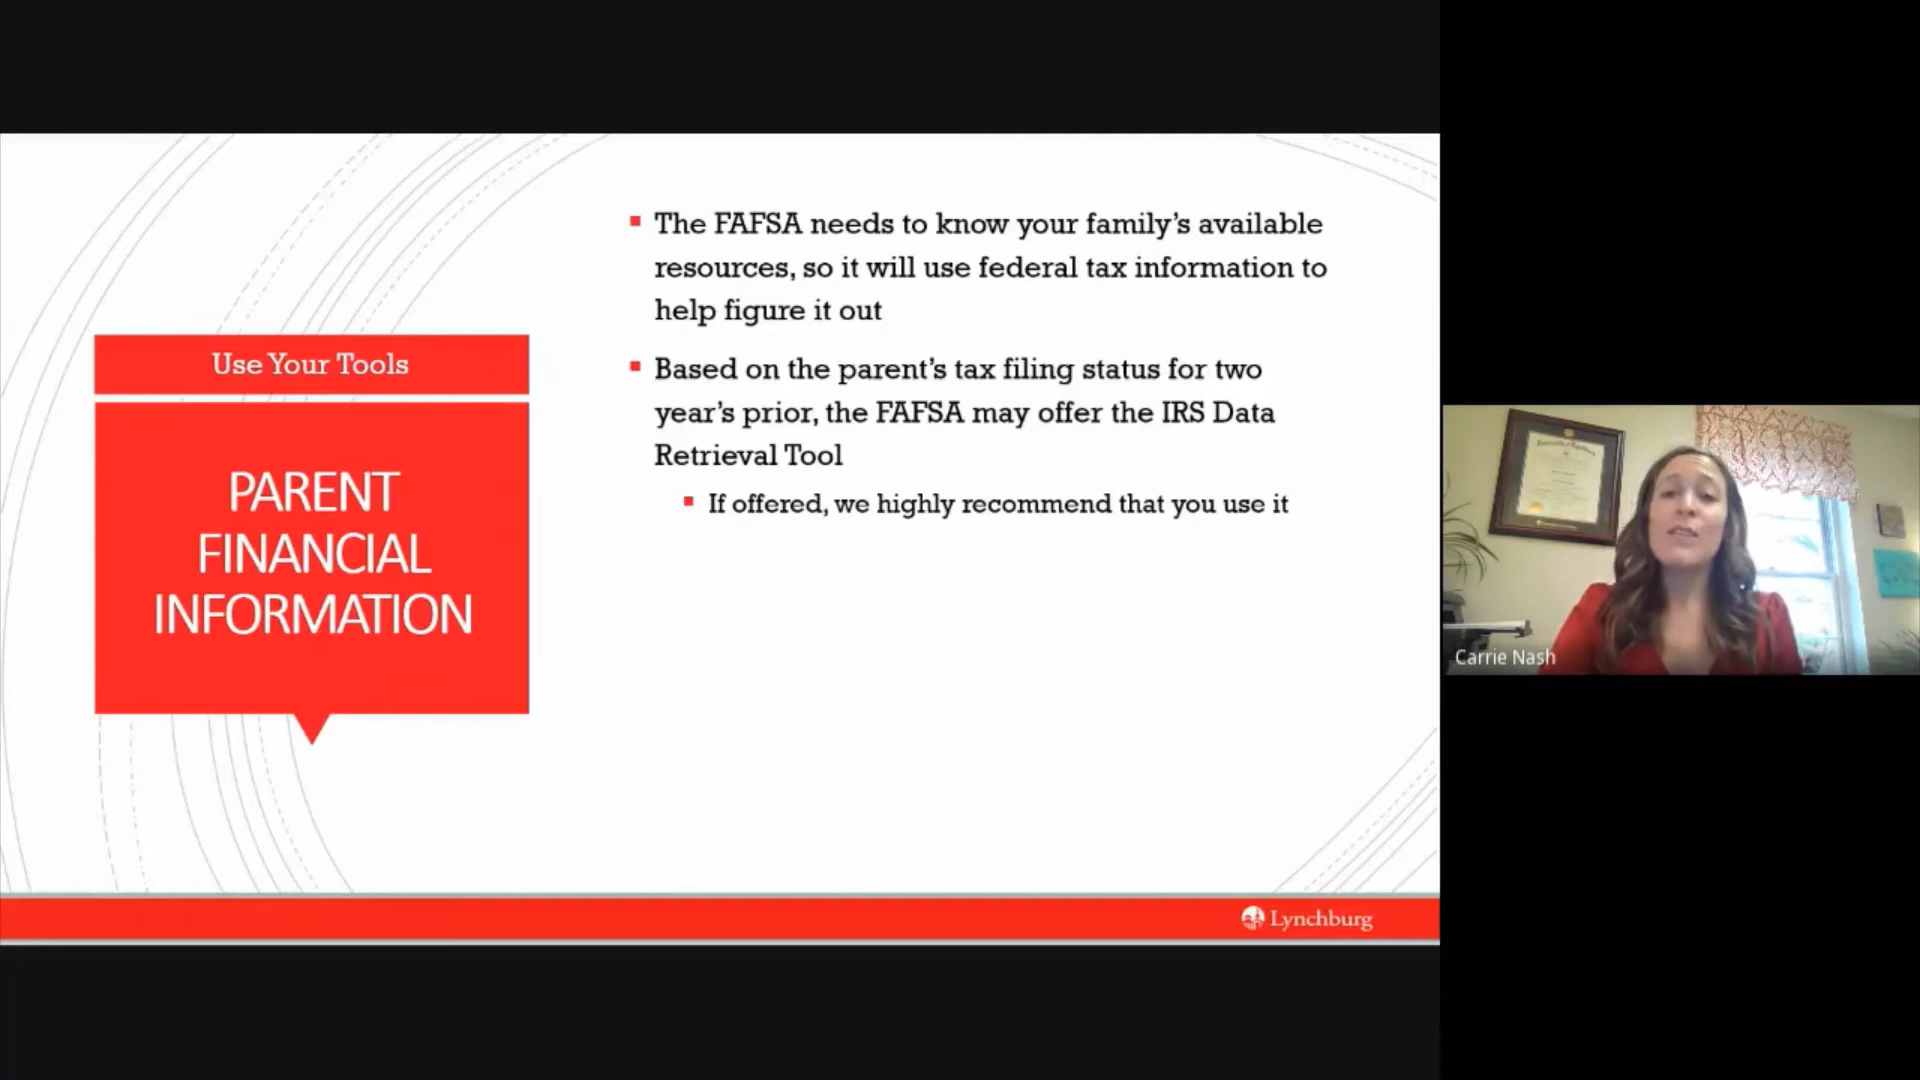 Use Your Tools
PARENT
FINANCIAL
INFORMATION
The FAFSA needs to know your family’s available
resources, so it will use federal tax information to
help figure it out
Based on the parent’s tax filing status for two
year’s prior, the FAFSA may offer the IRS Data
Retrieval Tool
If offered, we highly recommend that you use it
Lynchburg
Carrie Nash